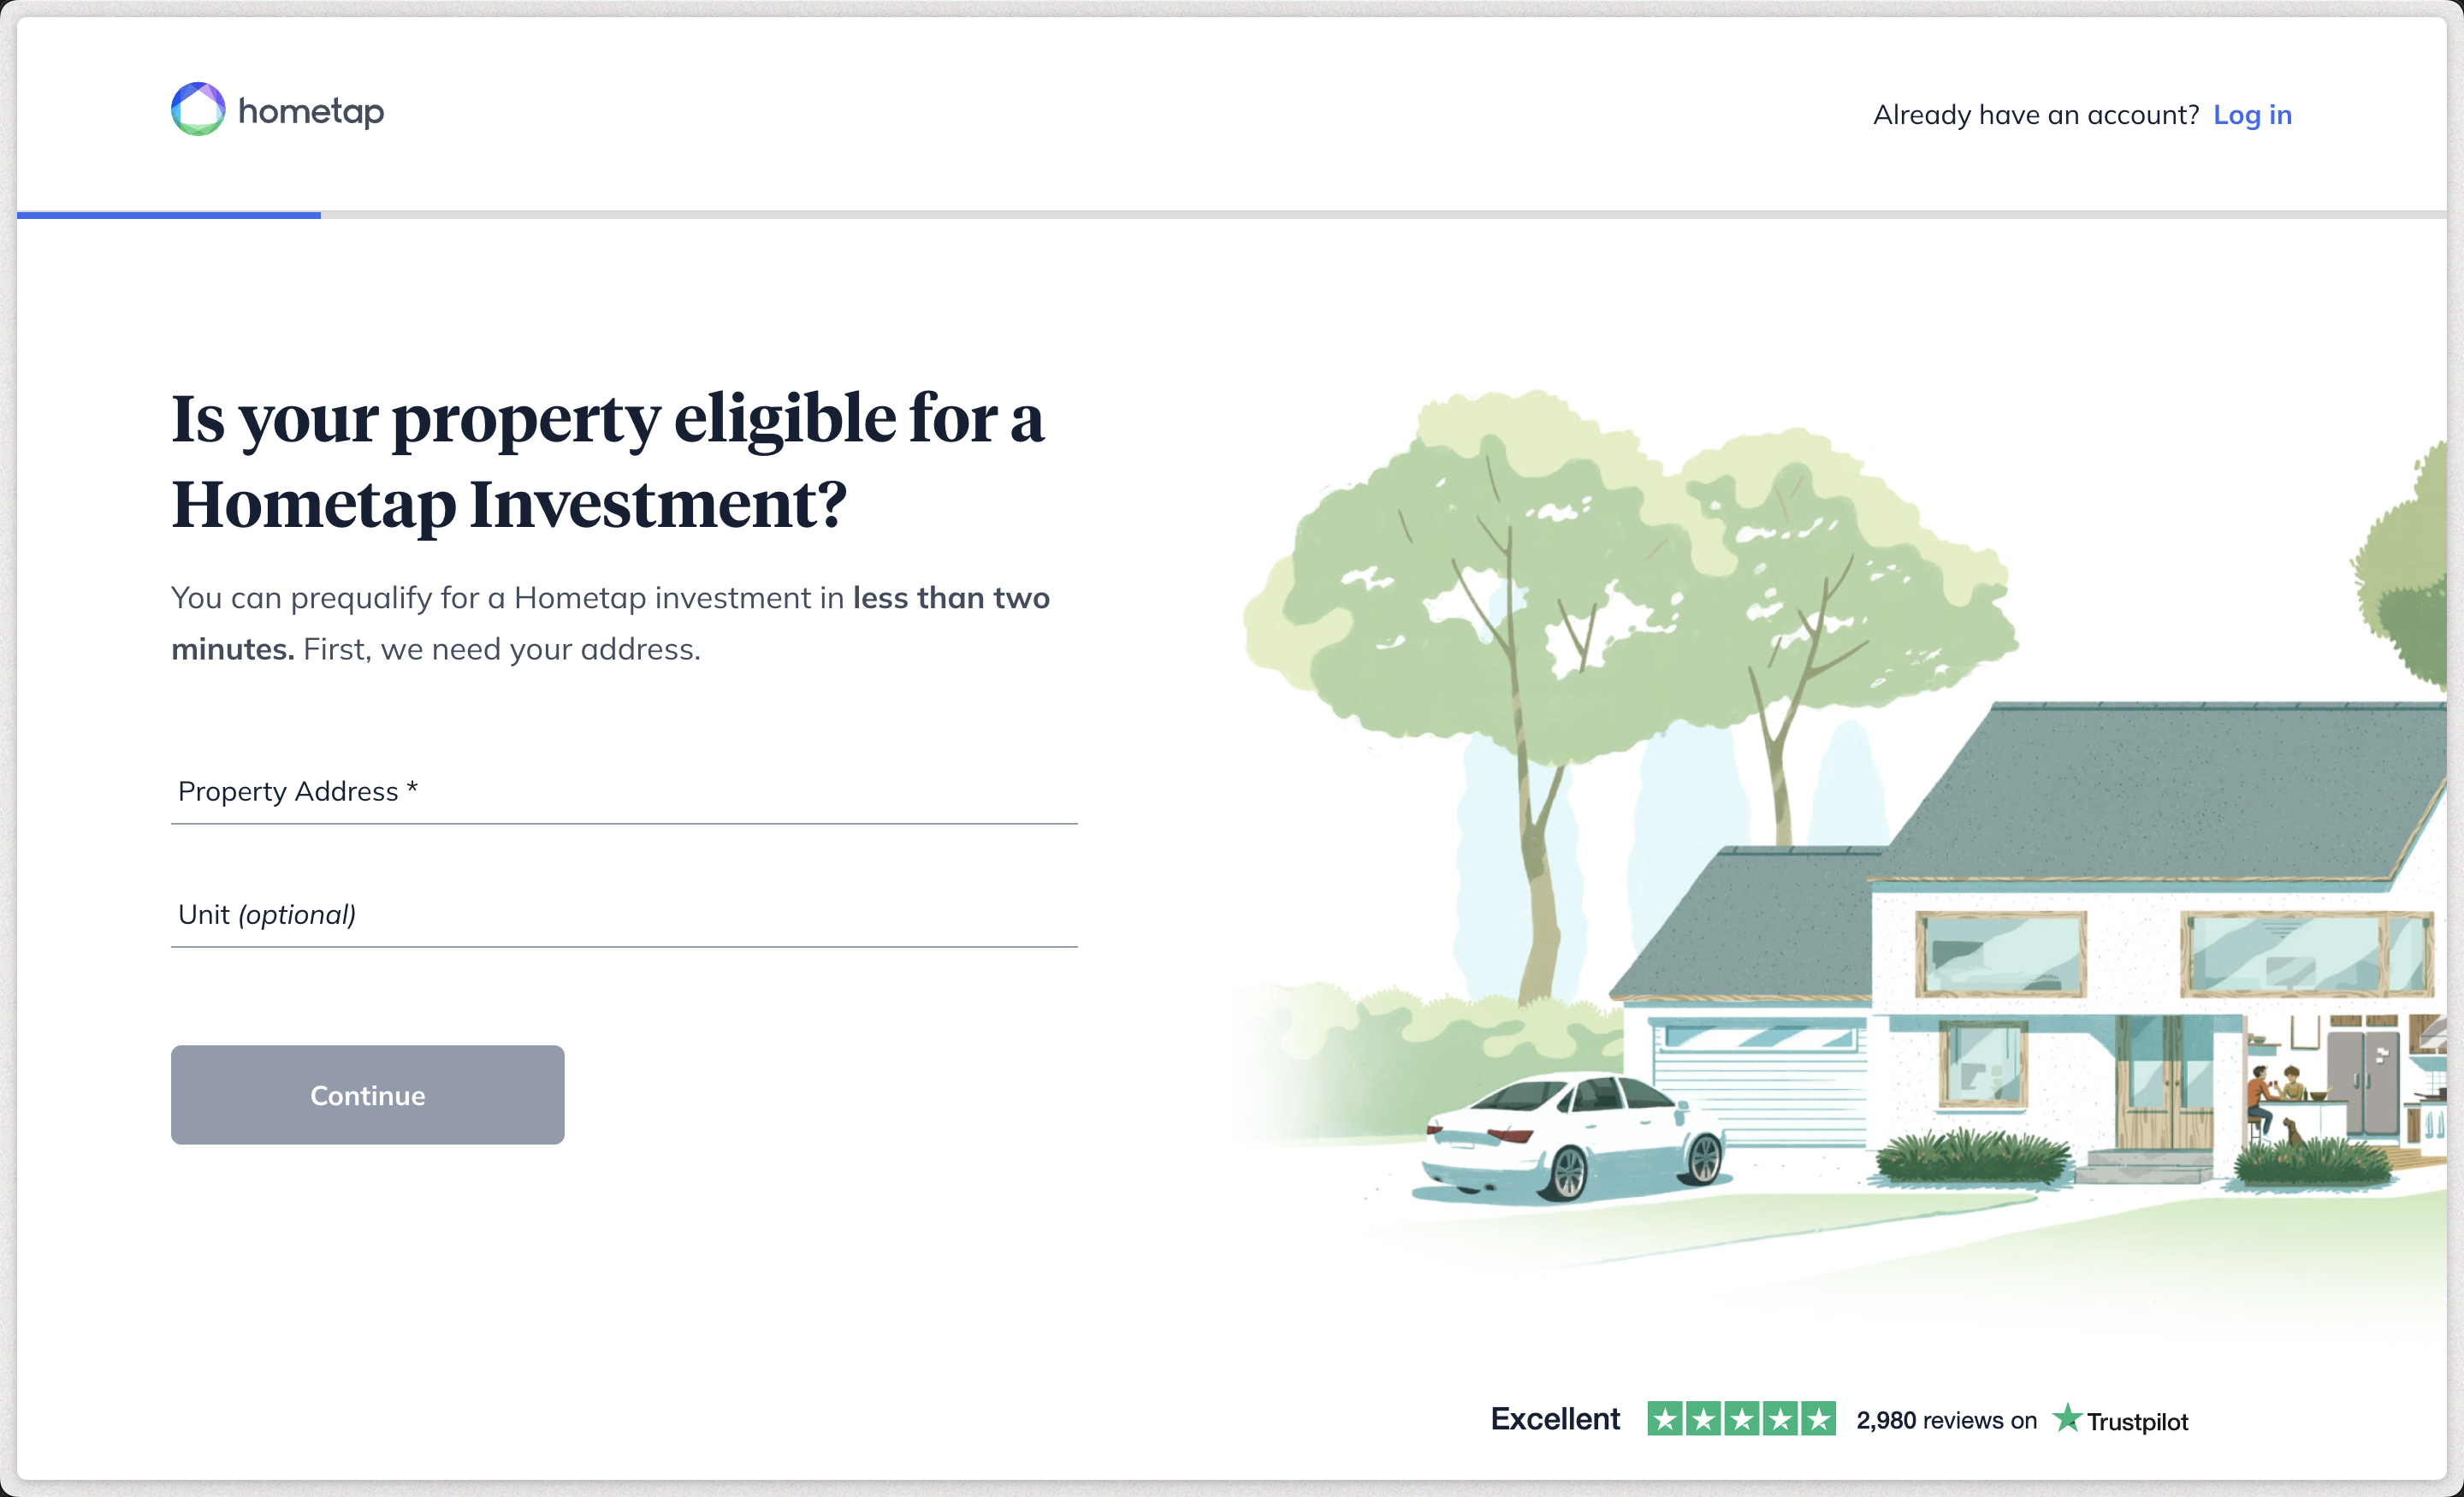 hometap
Already have an account? Log in
Is your property eligible for a
Hometap Investment?
You can prequalify for a Hometap investment in less than two
minutes. First, we need your address.
Property Address *
Unit (optional)
Continue
Excellent 2,980 reviews on Trustpilot